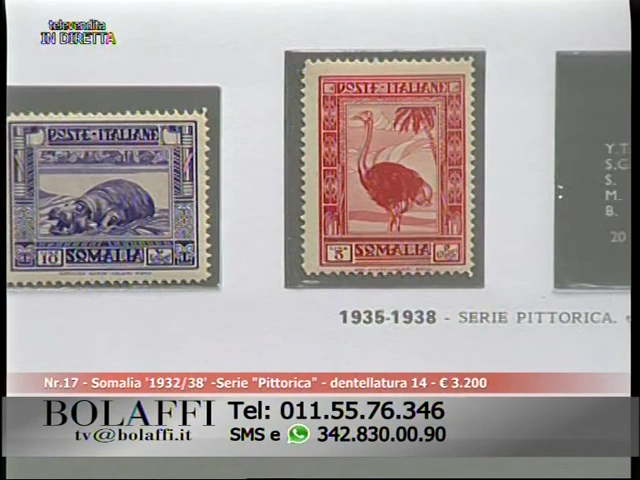 televendita
IN DIRETTA
POSTE·ITALIANE
10 SOMALIA
POSTE·ITALIANE
5 SOMALIA
Y.T
S.G
S.
M.
B.
20
1935-1938 - SERIE PITTORICA.
Nr.17 - Somalia '1932/38' -Serie "Pittorica" - dentellatura 14 - € 3.200
BOLAFFI
tv@bolaffi.it
Tel: 011.55.76.346
SMS e 342.830.00.90